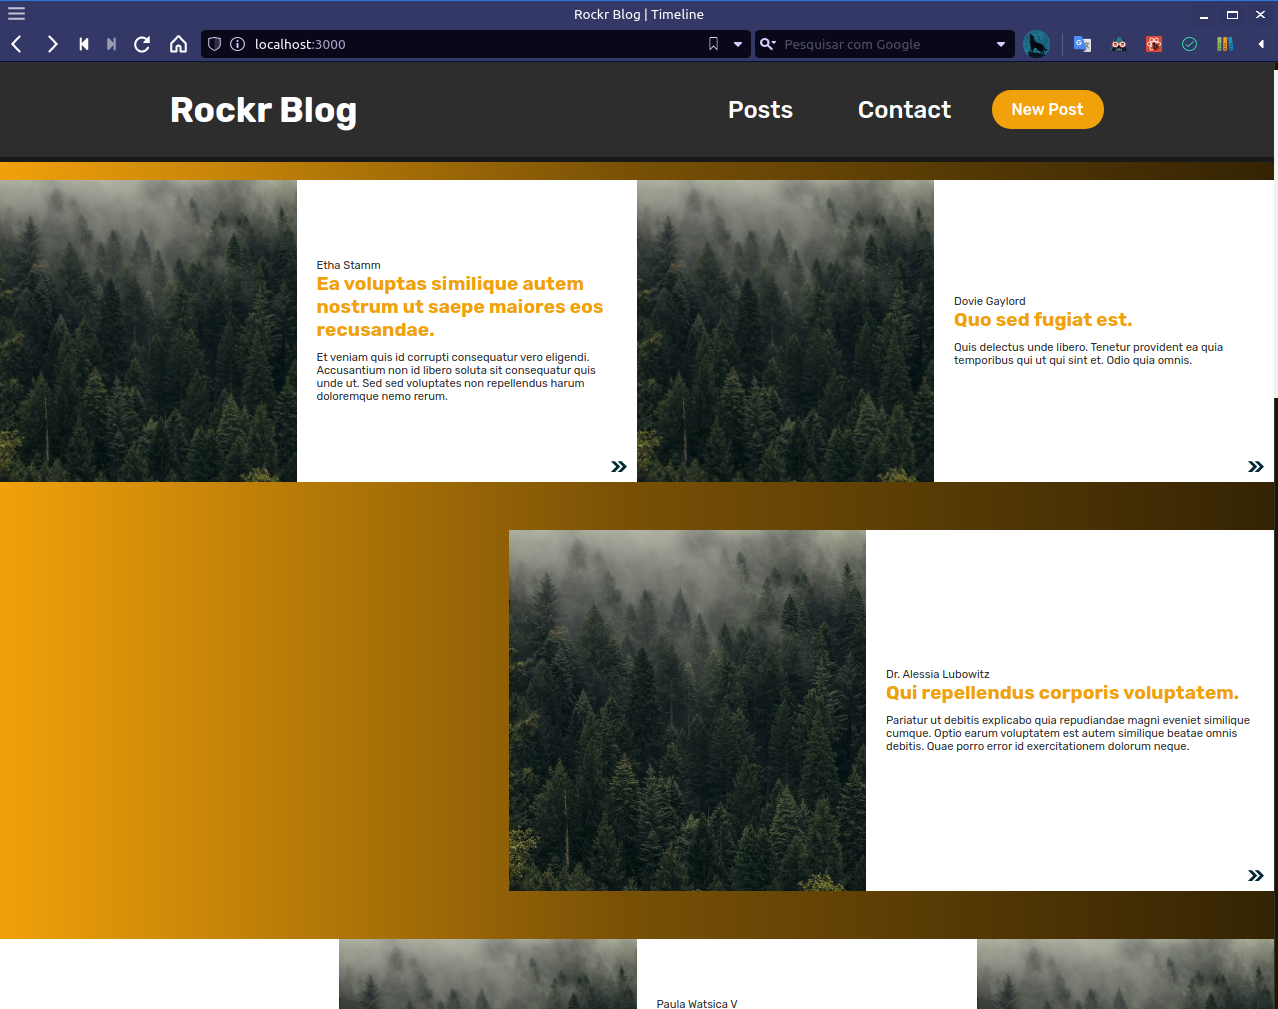 Rockr Blog | Timeline
localhost:3000
Pesquisar com Google
Rockr Blog
Posts
Contact
New Post
Etha Stamm
Ea voluptas similique autem
nostrum ut saepe maiores eos
recusandae.
Et veniam quis id corrupti consequatur vero eligendi.
Accusantium non id libero soluta sit consequatur quis
unde ut. Sed sed voluptates non repellendus harum
doloremque nemo rerum.
Dovie Gaylord
Quo sed fugiat est.
Quis delectus unde libero. Tenetur provident ea quia
temporibus qui ut qui sint et. Odio quia omnis.
Dr. Alessia Lubowitz
Qui repellendus corporis voluptatem.
Pariatur ut debitis explicabo quia repudiandae magni eveniet similique
cumque. Optio earum voluptatem est autem similique beatae omnis
debitis. Quae porro error id exercitationem dolorum neque.
Paula Watsica V